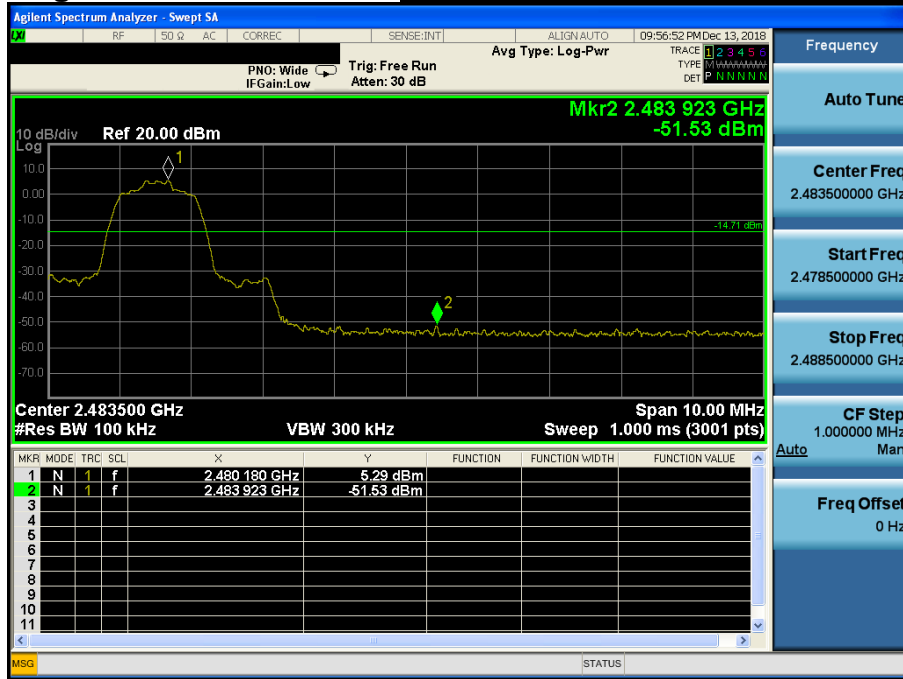 Agilent Spectrum Analyzer - Swept SA
LXI RF 50 Ω AC CORREC SENSE:INT ALIGN AUTO 09:56:52 PM Dec 13, 2018
Avg Type: Log-Pwr
TRACE 1 2 3 4 5 6
PNO: Wide Trig: Free Run
TYPE M WWWWW
IFGain:Low Atten: 30 dB
DET P N N N N N
Frequency
Auto Tune
Center Freq
2.483500000 GHz
Start Freq
2.478500000 GHz
Stop Freq
2.488500000 GHz
CF Step
1.000000 MHz
Auto Man
Freq Offset
0 Hz
Mkr2 2.483 923 GHz
-51.53 dBm
10 dB/div Ref 20.00 dBm
Log
1
10.0
0.00
-10.0
-14.71 dBm
-20.0
-30.0
-40.0
2
-50.0
-60.0
-70.0
Center 2.483500 GHz Span 10.00 MHz
#Res BW 100 kHz VBW 300 kHz Sweep 1.000 ms (3001 pts)
MKR MODE TRC SCL X Y FUNCTION FUNCTION WIDTH FUNCTION VALUE
1 N 1 f 2.480 180 GHz 5.29 dBm
2 N 1 f 2.483 923 GHz -51.53 dBm
3
4
5
6
7
8
9
10
11
MSG STATUS